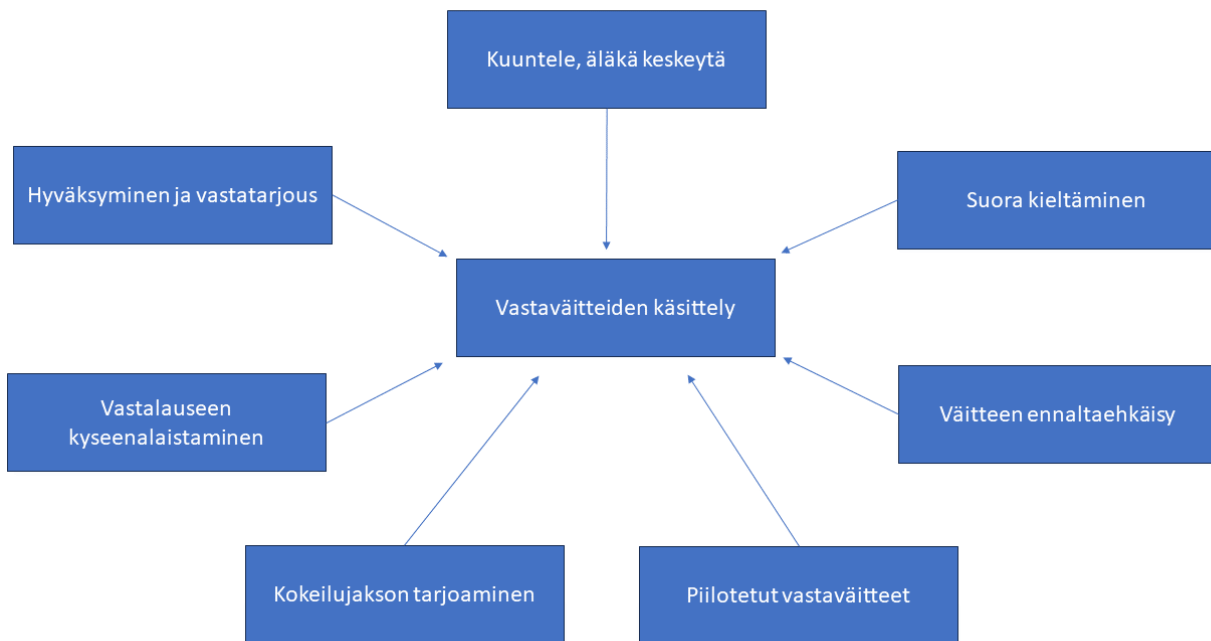 Kuuntele, äläkä keskeytä
Hyväksyminen ja vastatarjous
Suora kieltäminen
Vastaväitteiden käsittely
Vastalauseen
kyseenalaistaminen
Väitteen ennaltaehkäisy
Kokeilujakson tarjoaminen
Piilotetut vastaväitteet